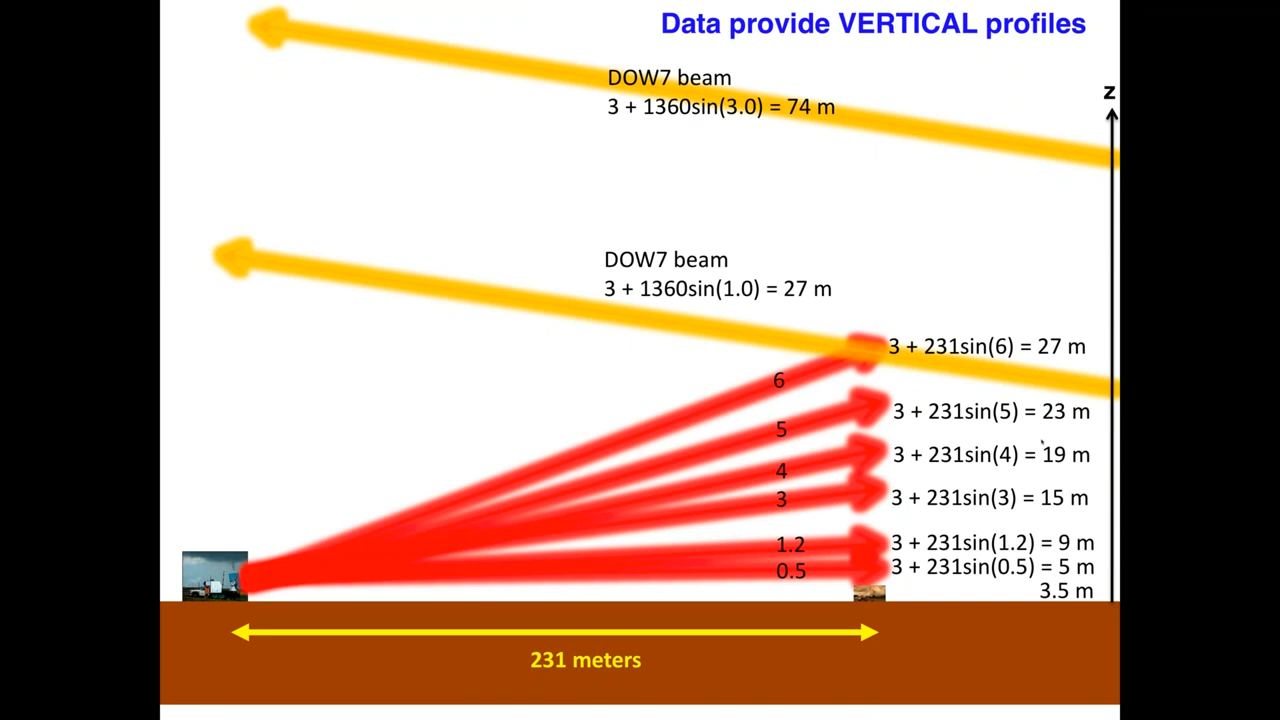 Data provide VERTICAL profiles
DOW7 beam
3 + 1360sin(3.0) = 74 m
z
DOW7 beam
3 + 1360sin(1.0) = 27 m
3 + 231sin(6) = 27 m
6
3 + 231sin(5) = 23 m
5
3 + 231sin(4) = 19 m
4
3 + 231sin(3) = 15 m
3
3 + 231sin(1.2) = 9 m
1.2
3 + 231sin(0.5) = 5 m
0.5
3.5 m
231 meters